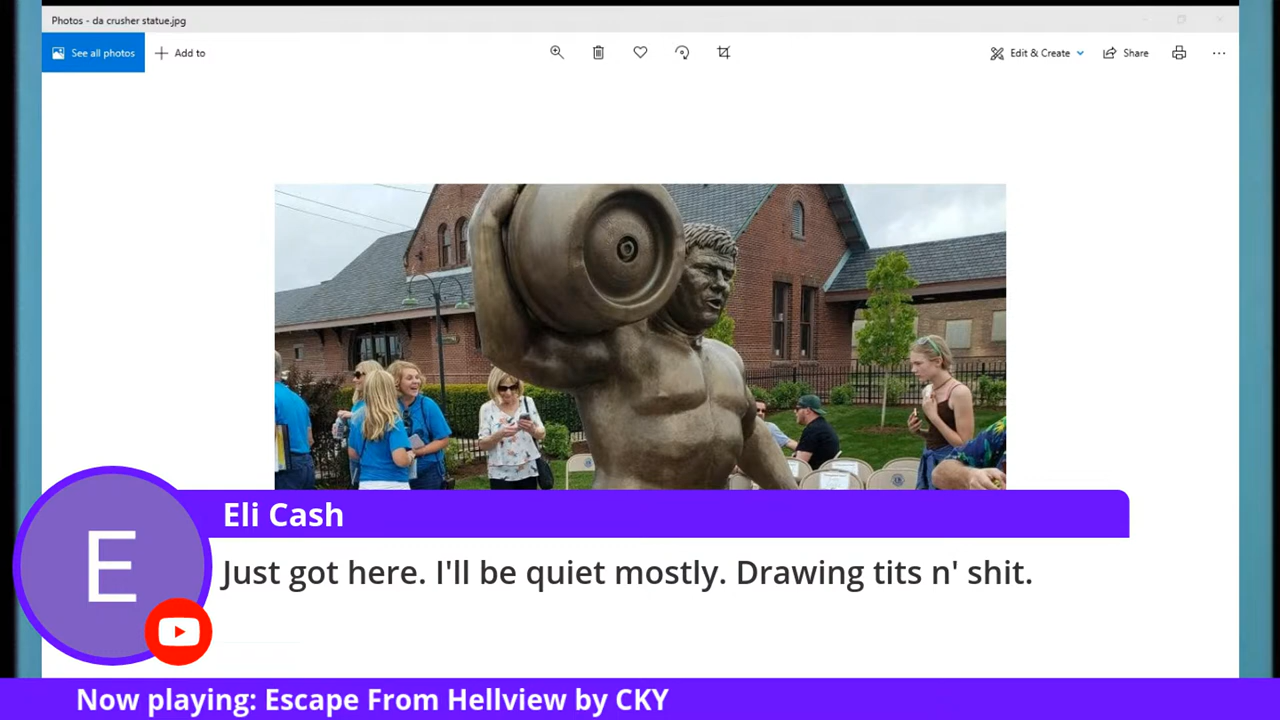 Photos - da crusher statue.jpg
See all photos
Add to
Edit & Create
Share
Eli Cash
E
Just got here. I'll be quiet mostly. Drawing tits n' shit.
Now playing: Escape From Hellview by CKY